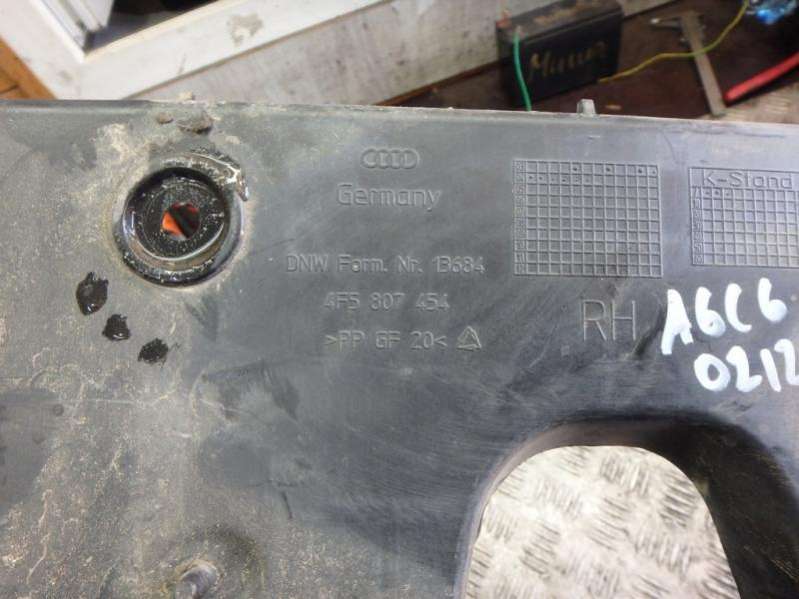 Germany
DNW Form. Nr. 13684
4F5 807 454
>PP GF 20<
RH
K-Stand
A6C6
0212